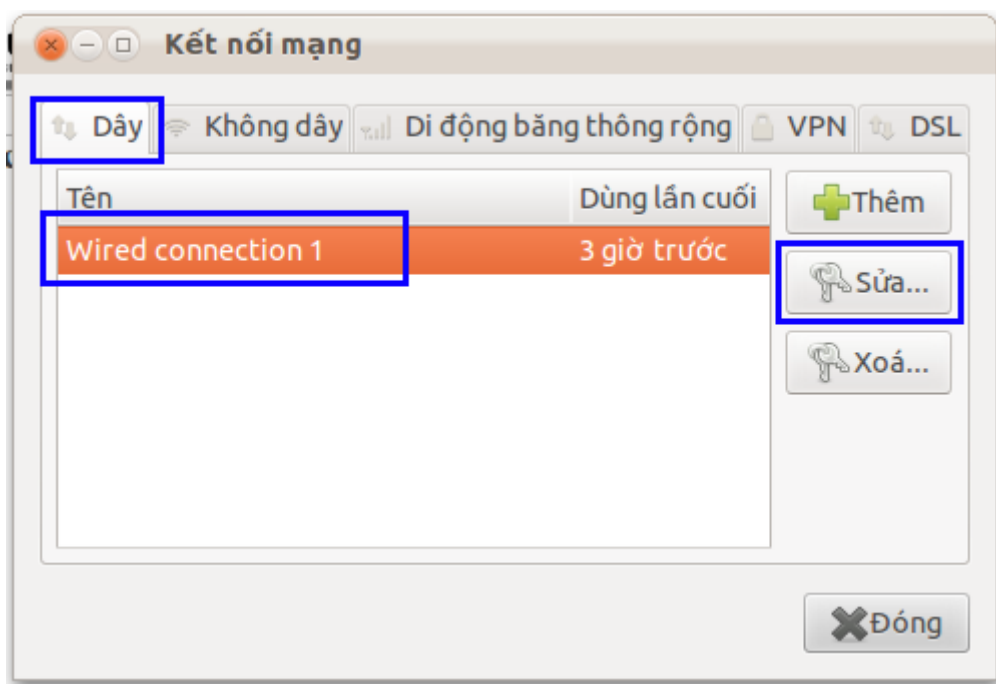 Kết nối mạng
Dây Không dây Di động băng thông rộng VPN DSL
Tên Dùng lần cuối
Thêm
Wired connection 1 3 giờ trước
Sửa...
Xoá...
Đóng